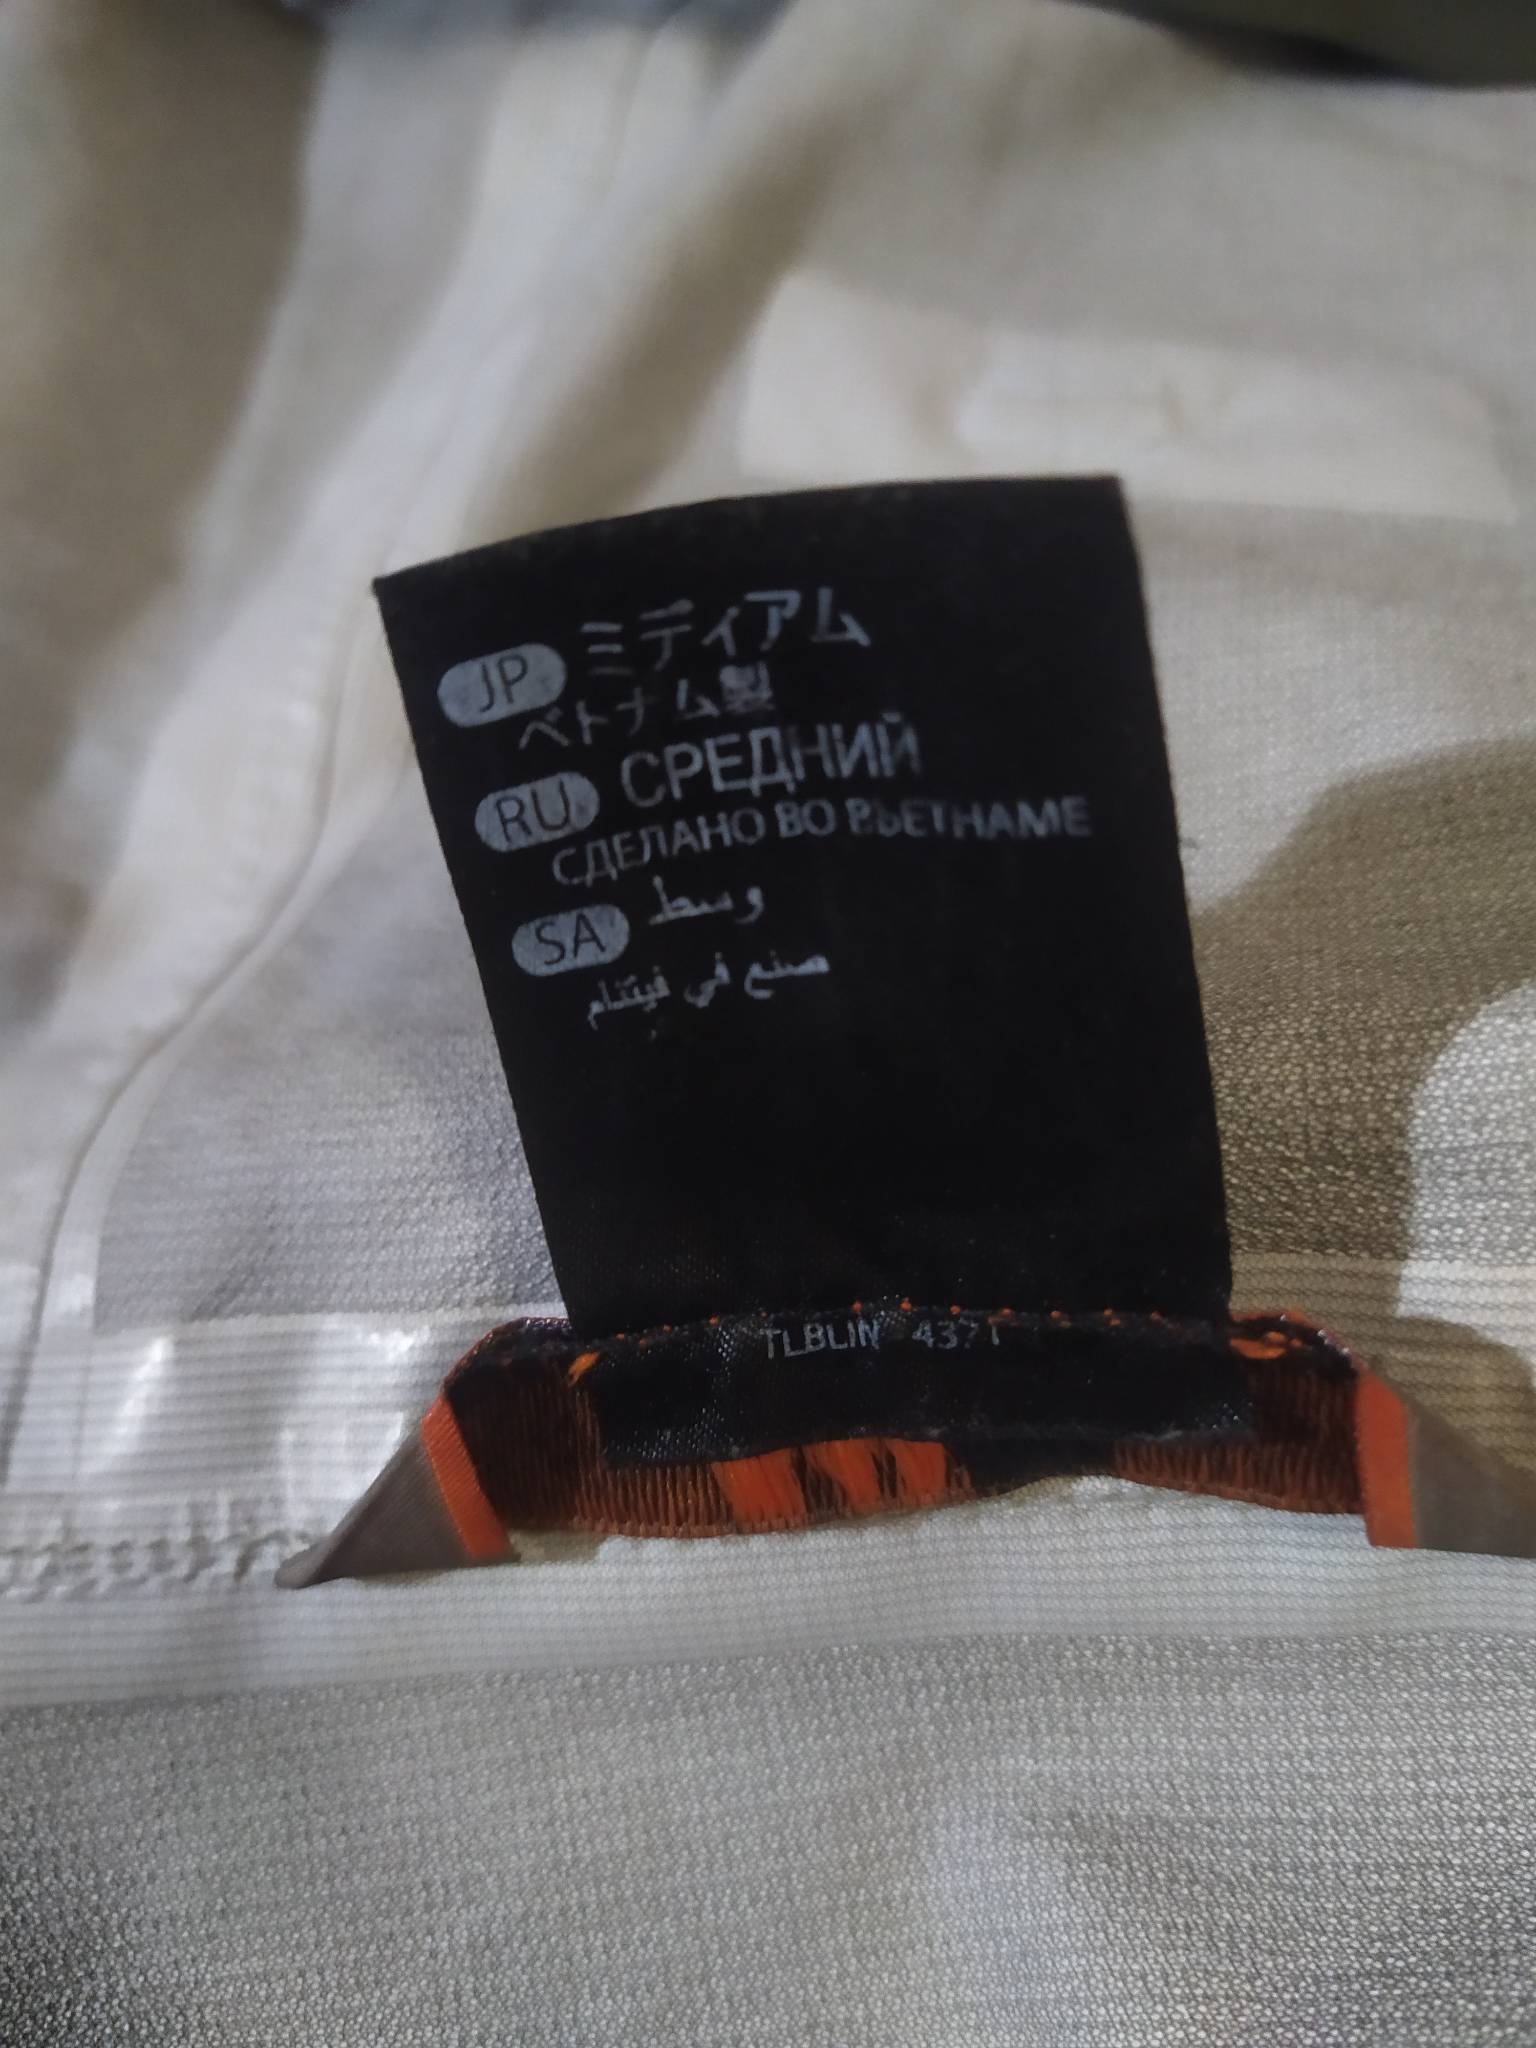 JP ミディアム
ベトナム製
RU СРЕДНИЙ
СДЕЛАНО ВО ВЬЕТНАМЕ
SA وسط
صنع في فيتنام
TLBLIN 4371